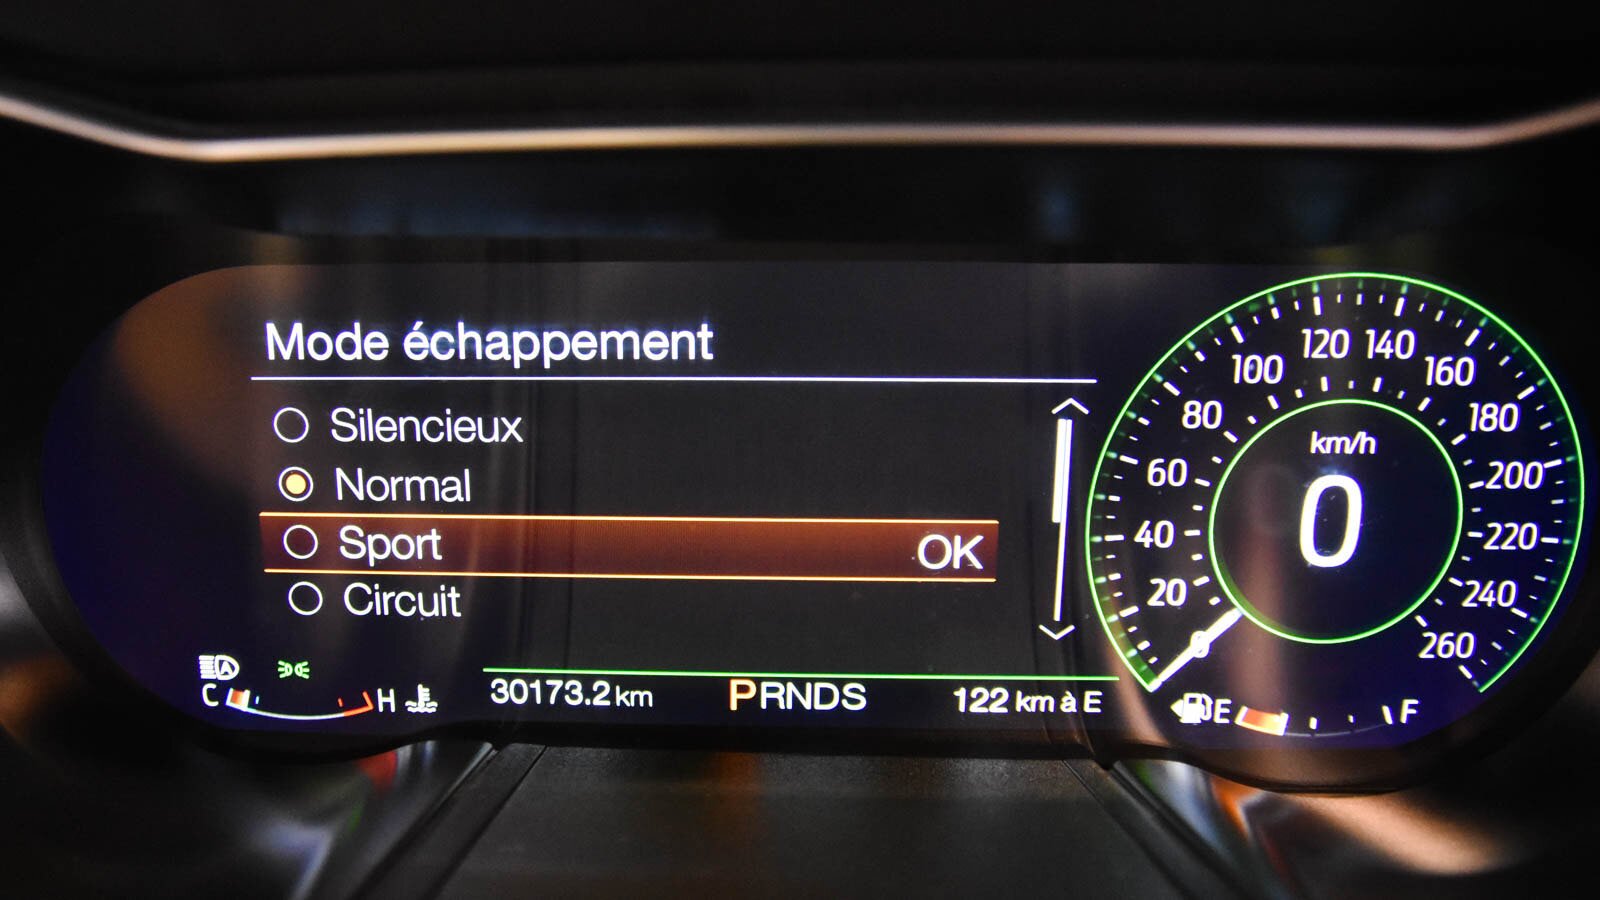 Mode échappement
Silencieux
Normal
Sport OK
Circuit
C H
30173.2 km
PRNDS
122 km à E
0 20 40 60 80 100 120 140 160 180 200 220 240 260
km/h
0
E F
A